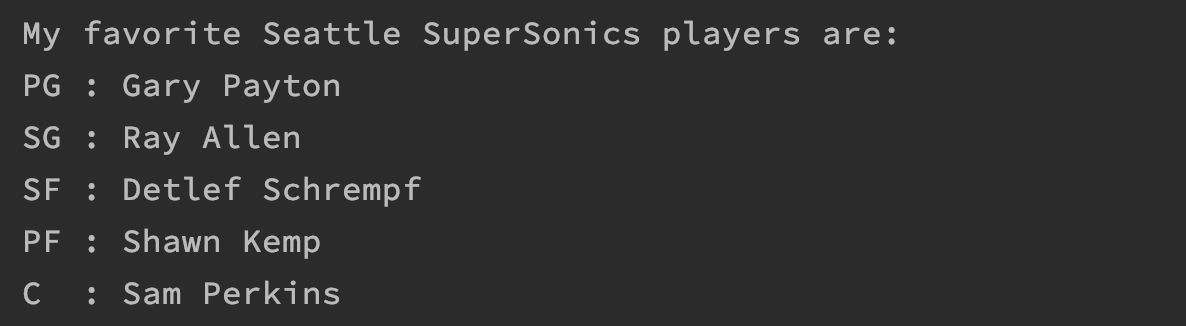 My favorite Seattle SuperSonics players are:
PG : Gary Payton
SG : Ray Allen
SF : Detlef Schrempf
PF : Shawn Kemp
C  : Sam Perkins